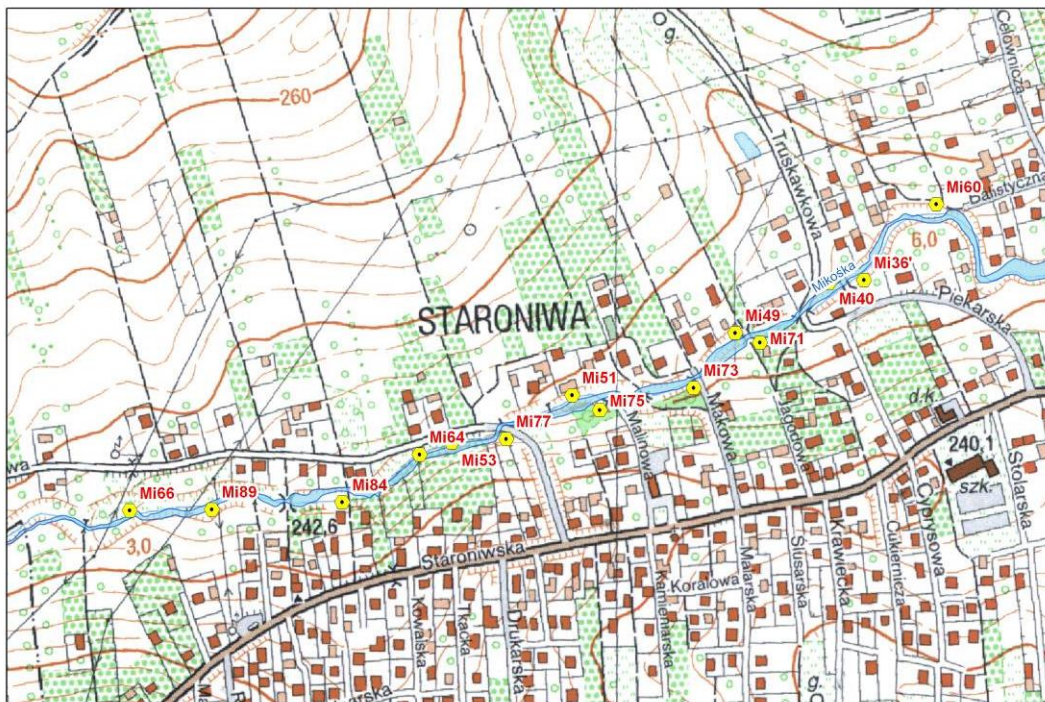 Celownicza
g.
260
Truskawkowa
Mi60
Balistyczna
6,0
Mi36'
Mikośka
Mi40
Piekarska
STARONIWA
Mi49
Mi71
Mi73
Mi51
Mi75
Makowa
Jagodowa
d.k.
Mi77
Malinowa
Mi64
Mi53
240,1
szk.
Stolarska
wa
Mi66
Mi89
Mi84
242,6
3,0
Staroniwska
k.
Koralowa
Kowalska
Tkacka
Drukarska
Kamieniarska
Malarska
Ślusarska
Krawiecka
Cukiernicza
Cyprysowa
g.